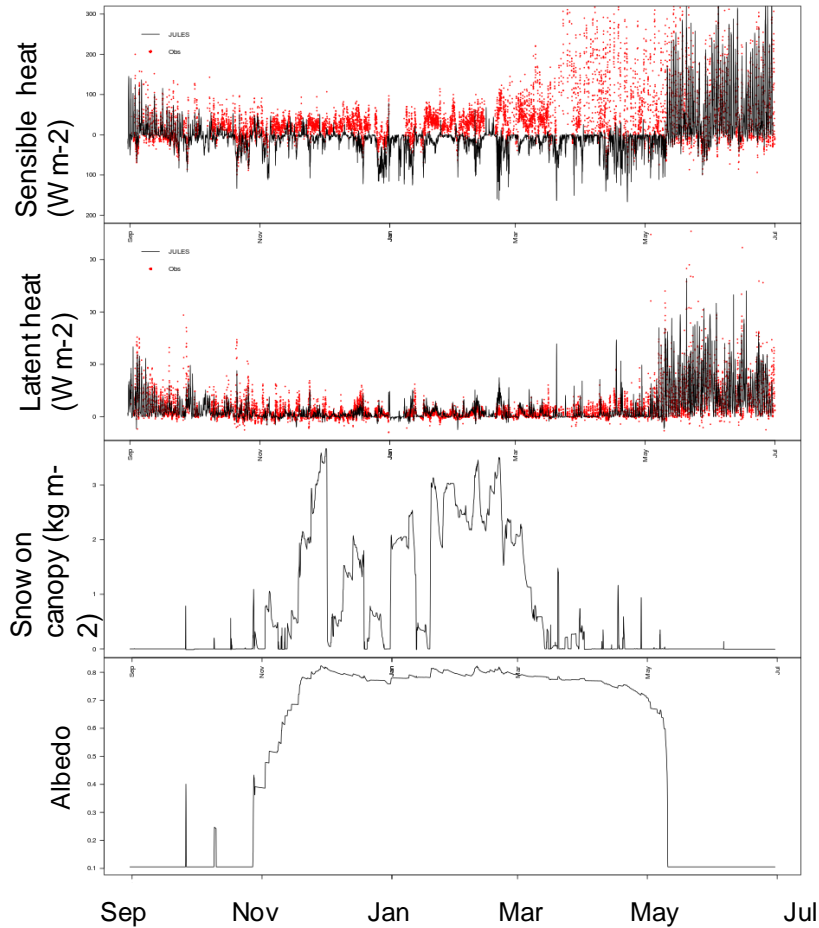 Sensible heat
(W m-2)
JULES
Obs
300
200
100
0
100
200
Sep
Nov
Jan
Mar
May
Jul
Latent heat
(W m-2)
JULES
Obs
00
00
00
0
Sep
Nov
Jan
Mar
May
Jul
Snow on
canopy (kg m-
2)
3
2
1
0
Sep
Nov
Jan
Mar
May
Jul
Albedo
0.8
0.7
0.6
0.5
0.4
0.3
0.2
0.1
Sep
Nov
Jan
Mar
May
Jul